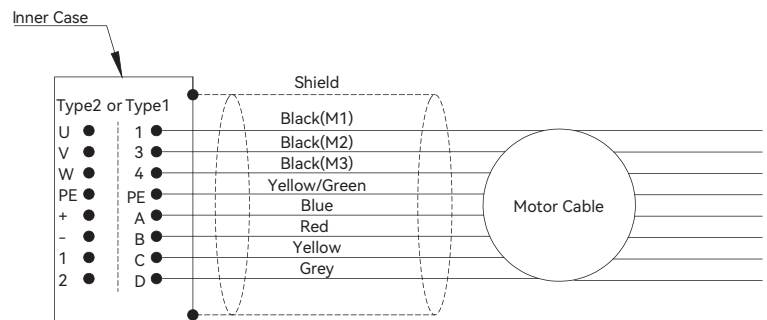 Inner Case
Shield
Type2 or Type1
U 1 Black(M1)
V 3 Black(M2)
W 4 Black(M3)
PE PE Yellow/Green
+ A Blue
- B Red
1 C Yellow
2 D Grey
Motor Cable